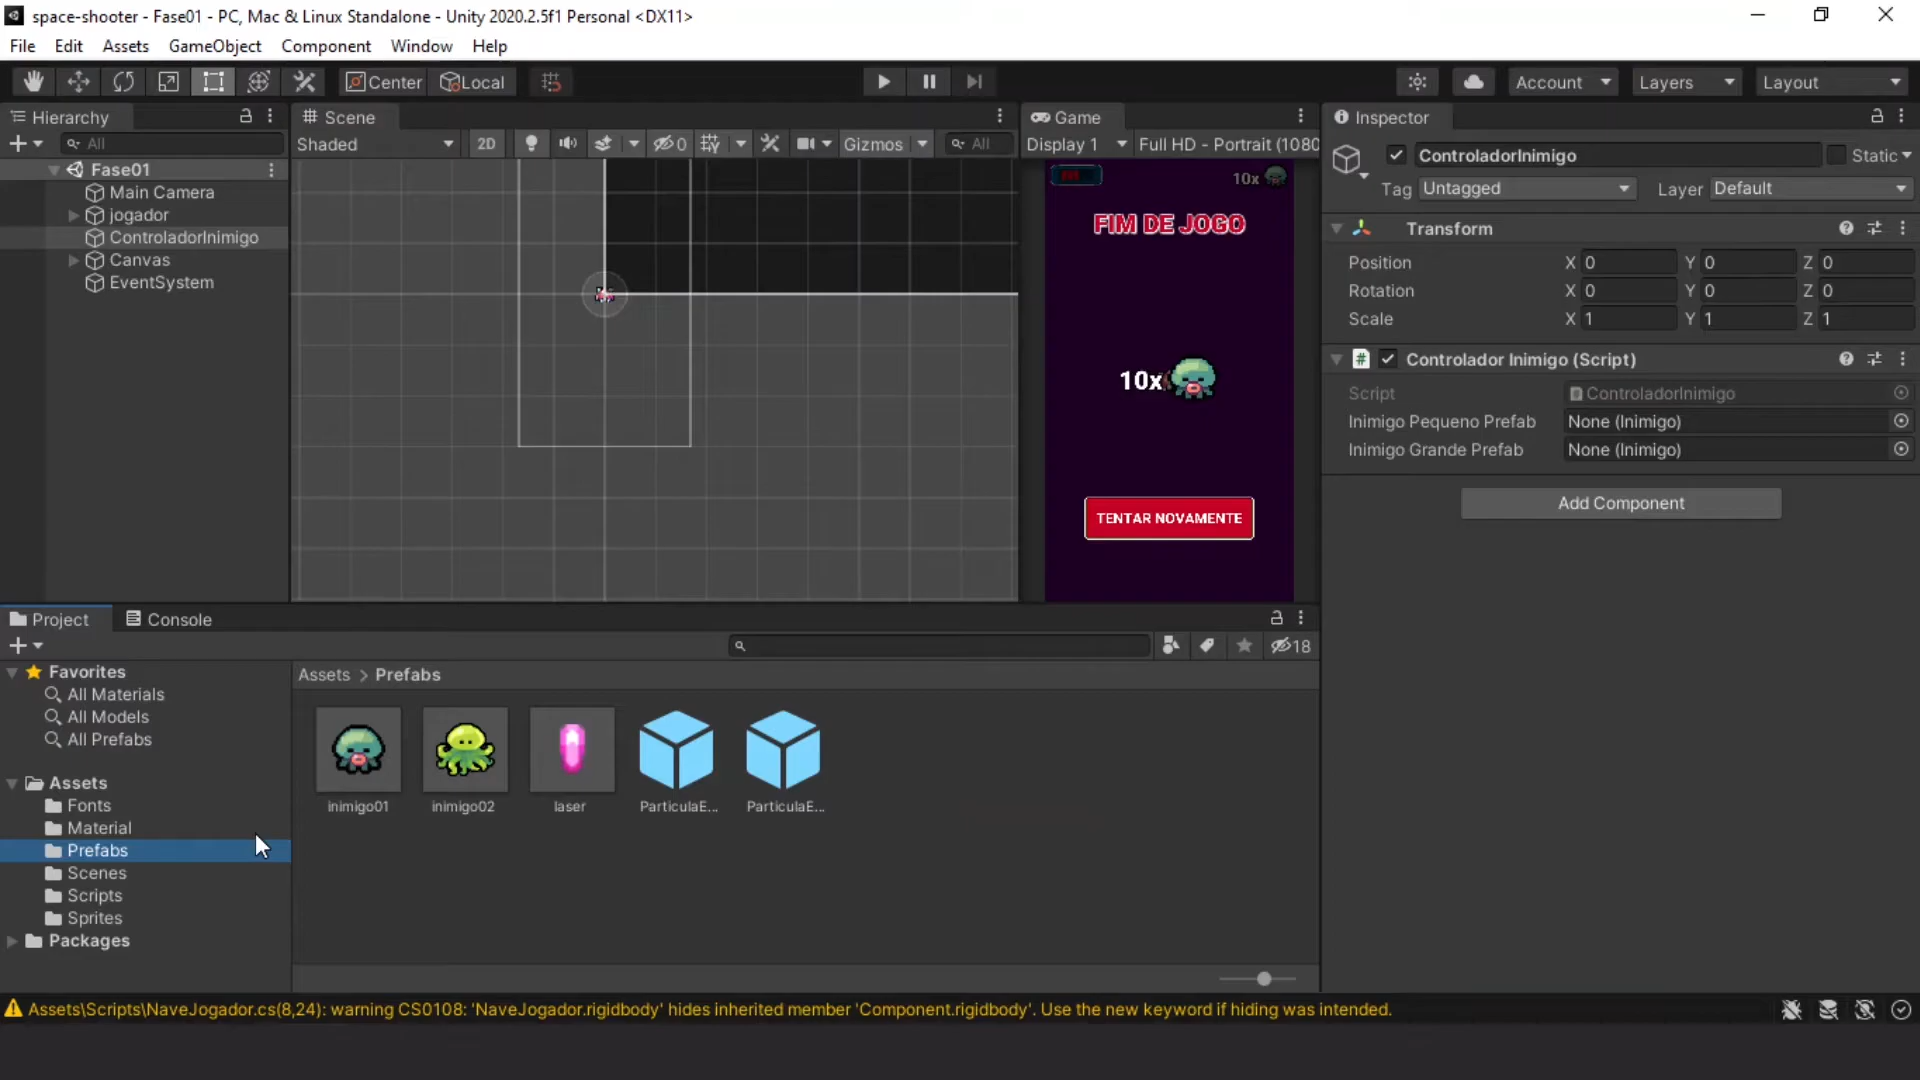 space-shooter - Fase01 - PC, Mac & Linux Standalone - Unity 2020.2.5f1 Personal <DX11>
File Edit Assets GameObject Component Window Help
Center Local Account Layers Layout
Hierarchy
All
Fase01
Main Camera
jogador
ControladorInimigo
Canvas
EventSystem
Scene
Shaded 2D 0 Gizmos All
Game
Display 1 Full HD - Portrait (1080
10x
FIM DE JOGO
10x
TENTAR NOVAMENTE
Inspector
ControladorInimigo Static
Tag Untagged Layer Default
Transform
Position X 0 Y 0 Z 0
Rotation X 0 Y 0 Z 0
Scale X 1 Y 1 Z 1
# Controlador Inimigo (Script)
Script ControladorInimigo
Inimigo Pequeno Prefab None (Inimigo)
Inimigo Grande Prefab None (Inimigo)
Add Component
Project Console
18
Favorites
All Materials
All Models
All Prefabs
Assets
Fonts
Material
Prefabs
Scenes
Scripts
Sprites
Packages
Assets > Prefabs
inimigo01 inimigo02 laser ParticulaE... ParticulaE...
Assets\Scripts\NaveJogador.cs(8,24): warning CS0108: 'NaveJogador.rigidbody' hides inherited member 'Component.rigidbody'. Use the new keyword if hiding was intended.